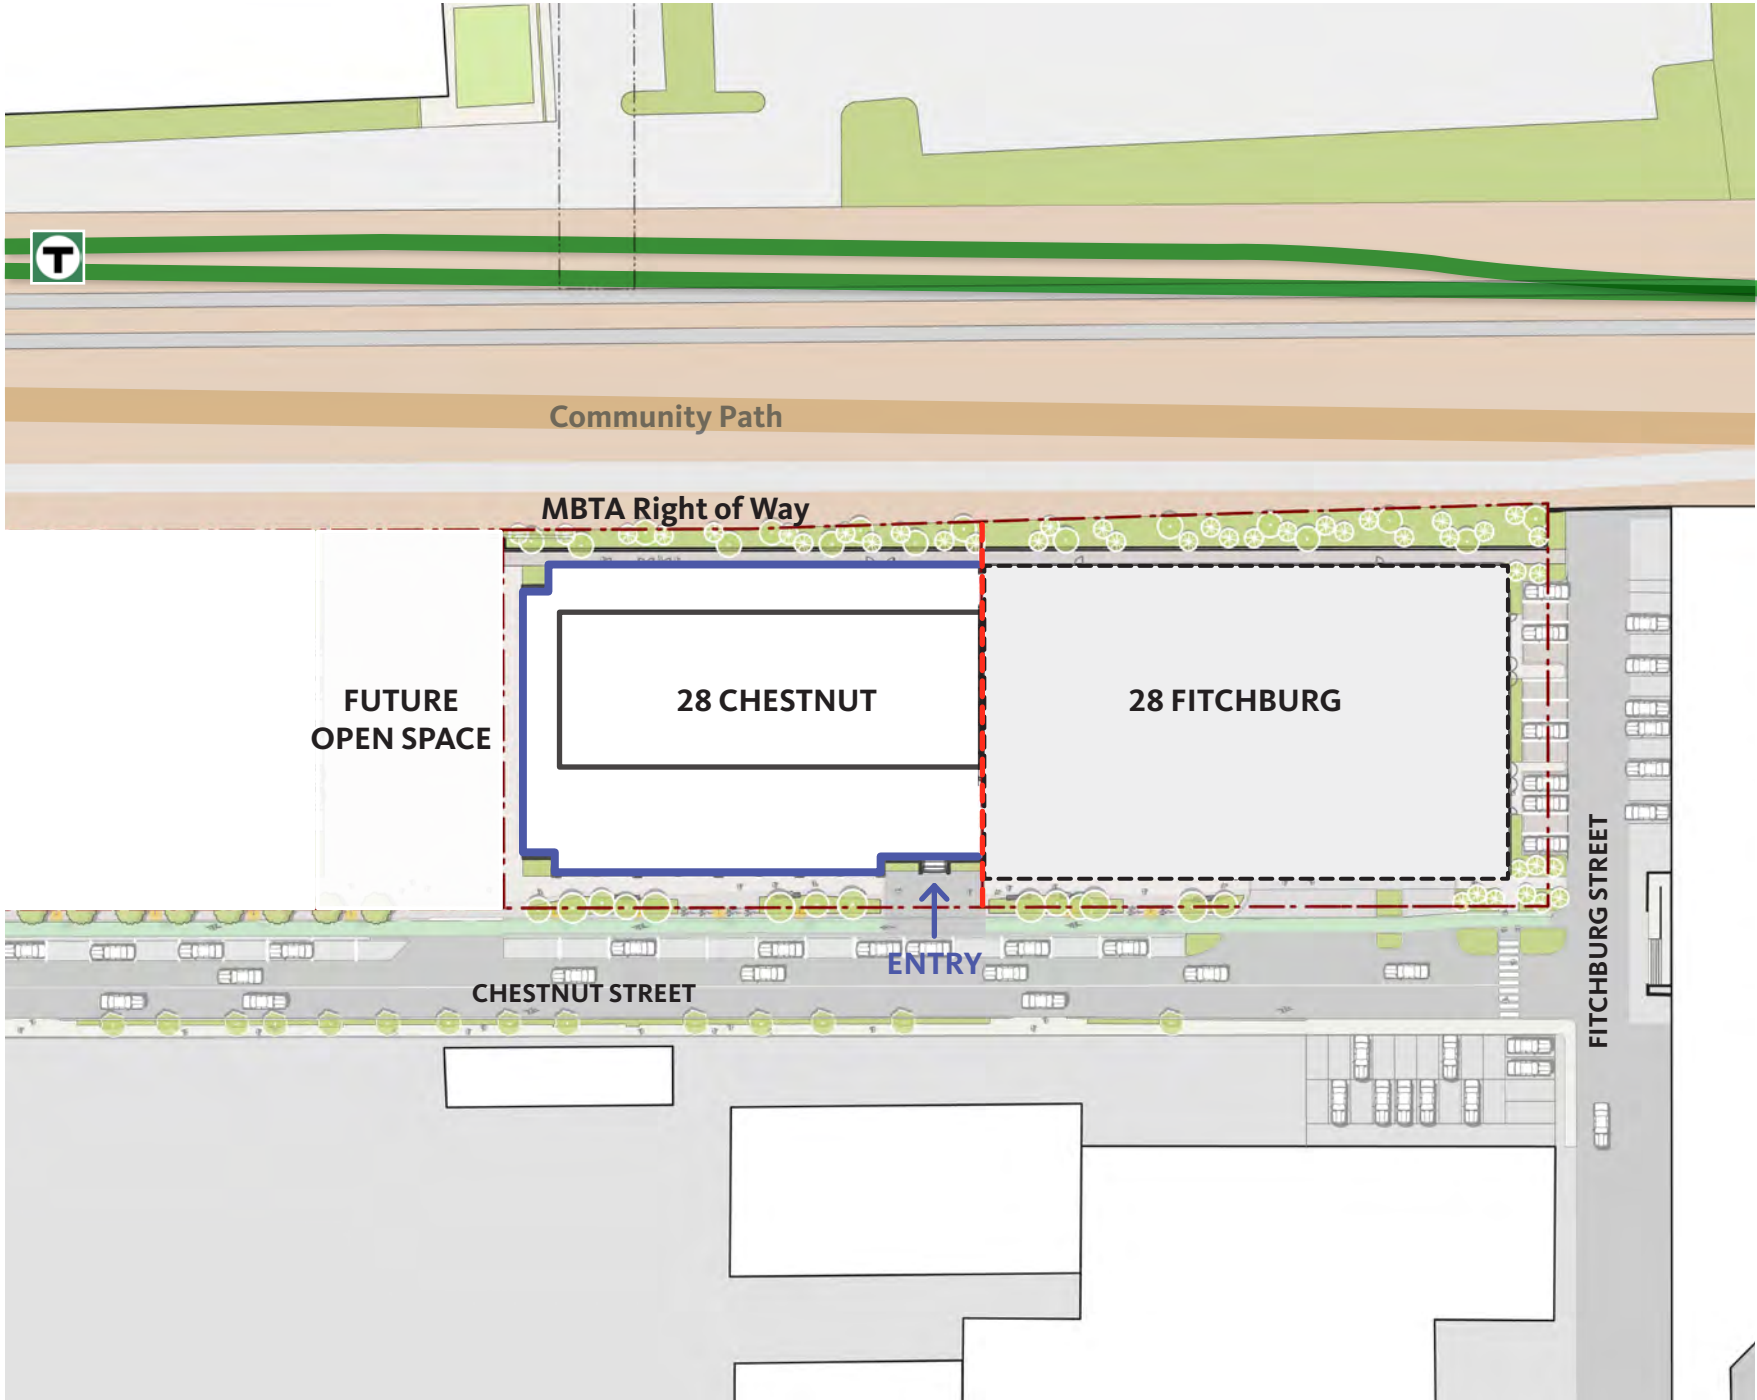 T
Community Path
MBTA Right of Way
FUTURE
OPEN SPACE
28 CHESTNUT
28 FITCHBURG
ENTRY
CHESTNUT STREET
FITCHBURG STREET